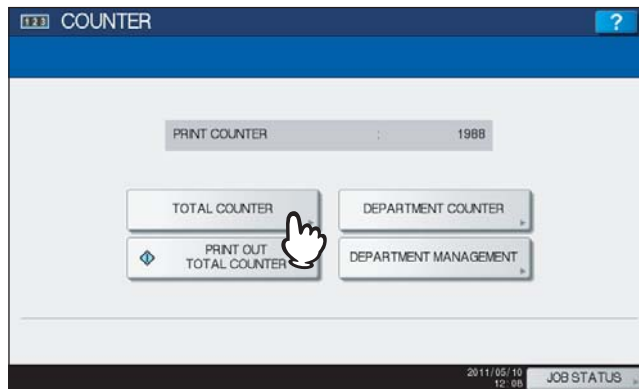 123 COUNTER ?
PRINT COUNTER : 1988
TOTAL COUNTER
DEPARTMENT COUNTER
PRINT OUT
TOTAL COUNTER
DEPARTMENT MANAGEMENT
2011/05/10
12:08
JOB STATUS